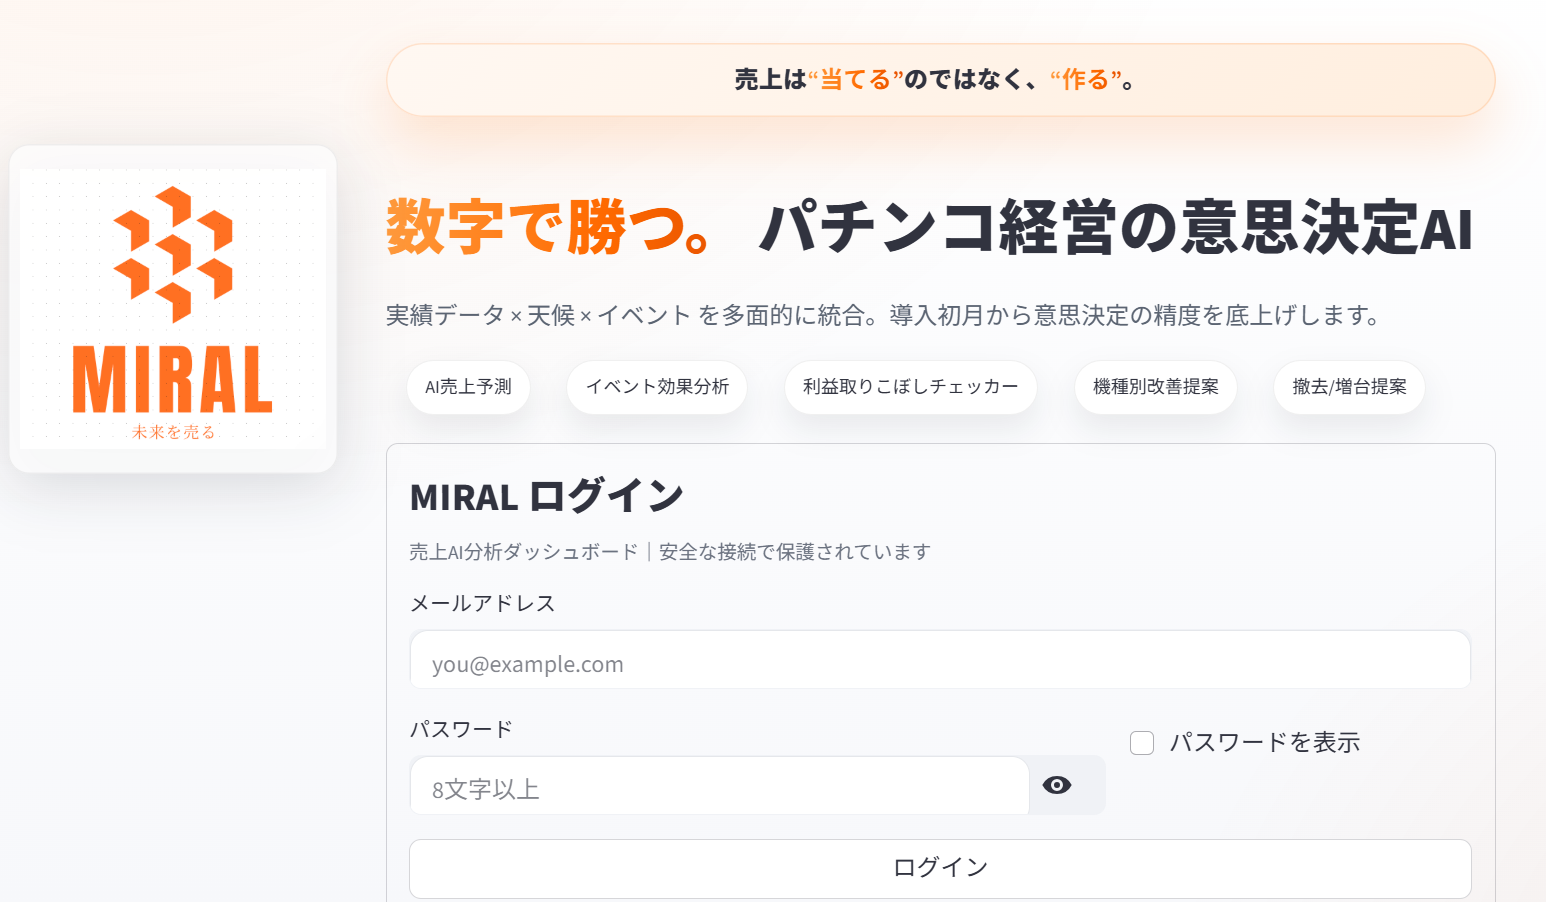 売上は“当てる”のではなく、“作る”。
MIRAL
未来を売る
数字で勝つ。 パチンコ経営の意思決定AI
実績データ × 天候 × イベント を多面的に統合。導入初月から意思決定の精度を底上げします。
AI売上予測
イベント効果分析
利益取りこぼしチェッカー
機種別改善提案
撤去/増台提案
MIRAL ログイン
売上AI分析ダッシュボード｜安全な接続で保護されています
メールアドレス
you@example.com
パスワード
パスワードを表示
8文字以上
ログイン